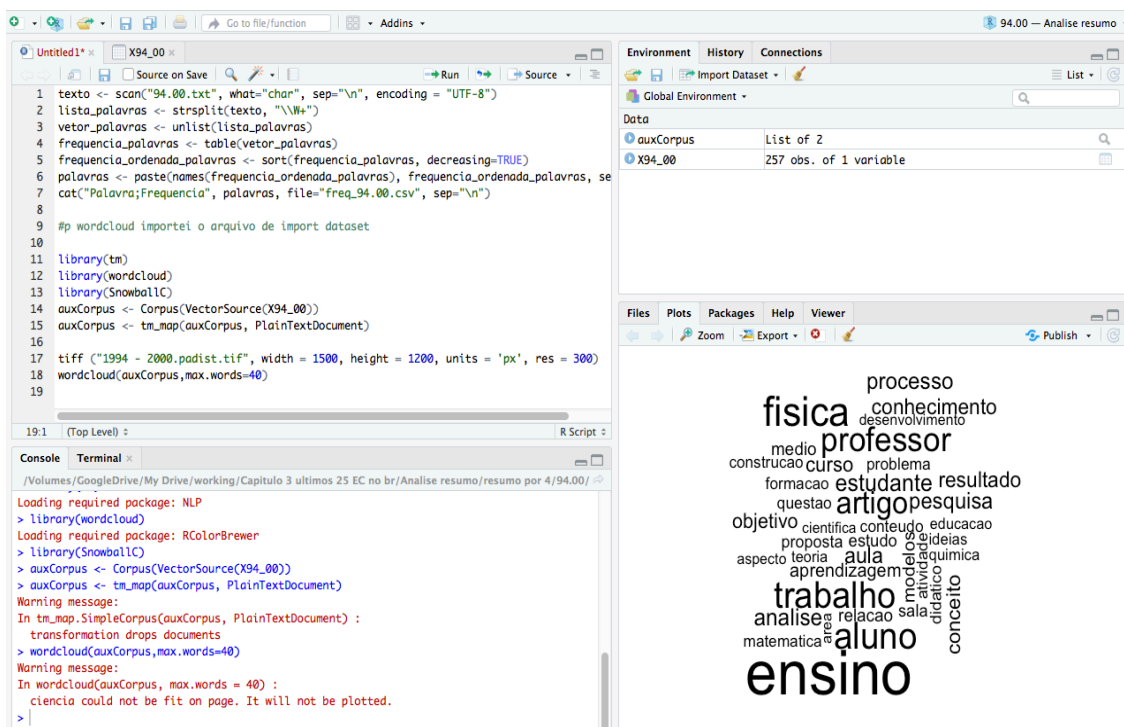 Go to file/function
Addins
94.00 — Analise resumo
Untitled1*
X94_00
Source on Save
Run
Source
1 texto <- scan("94.00.txt", what="char", sep="\n", encoding = "UTF-8")
2 lista_palavras <- strsplit(texto, "\\W+")
3 vetor_palavras <- unlist(lista_palavras)
4 frequencia_palavras <- table(vetor_palavras)
5 frequencia_ordenada_palavras <- sort(frequencia_palavras, decreasing=TRUE)
6 palavras <- paste(names(frequencia_ordenada_palavras), frequencia_ordenada_palavras, se
7 cat("Palavra;Frequencia", palavras, file="freq_94.00.csv", sep="\n")
8
9 #p wordcloud importei o arquivo de import dataset
10
11 library(tm)
12 library(wordcloud)
13 library(SnowballC)
14 auxCorpus <- Corpus(VectorSource(X94_00))
15 auxCorpus <- tm_map(auxCorpus, PlainTextDocument)
16
17 tiff ("1994 - 2000.padist.tif", width = 1500, height = 1200, units = 'px', res = 300)
18 wordcloud(auxCorpus,max.words=40)
19
19:1 (Top Level) R Script
Console Terminal
/Volumes/GoogleDrive/My Drive/working/Capitulo 3 ultimos 25 EC no br/Analise resumo/resumo por 4/94.00/
Loading required package: NLP
> library(wordcloud)
Loading required package: RColorBrewer
> library(SnowballC)
> auxCorpus <- Corpus(VectorSource(X94_00))
> auxCorpus <- tm_map(auxCorpus, PlainTextDocument)
Warning message:
In tm_map.SimpleCorpus(auxCorpus, PlainTextDocument) :
transformation drops documents
> wordcloud(auxCorpus,max.words=40)
Warning message:
In wordcloud(auxCorpus, max.words = 40) :
ciencia could not be fit on page. It will not be plotted.
>
Environment History Connections
Import Dataset
List
Global Environment
Data
auxCorpus List of 2
X94_00 257 obs. of 1 variable
Files Plots Packages Help Viewer
Zoom Export Publish
processo
fisica conhecimento
desenvolvimento
medio professor
construcao curso problema
formacao estudante resultado
questao artigo pesquisa
objetivo cientifica conteudo educacao
proposta estudo ideias
aspecto teoria aula quimica
aprendizagem modelos atividade didatico
trabalho conceito
analise relacao sala
matematica area aluno
ensino